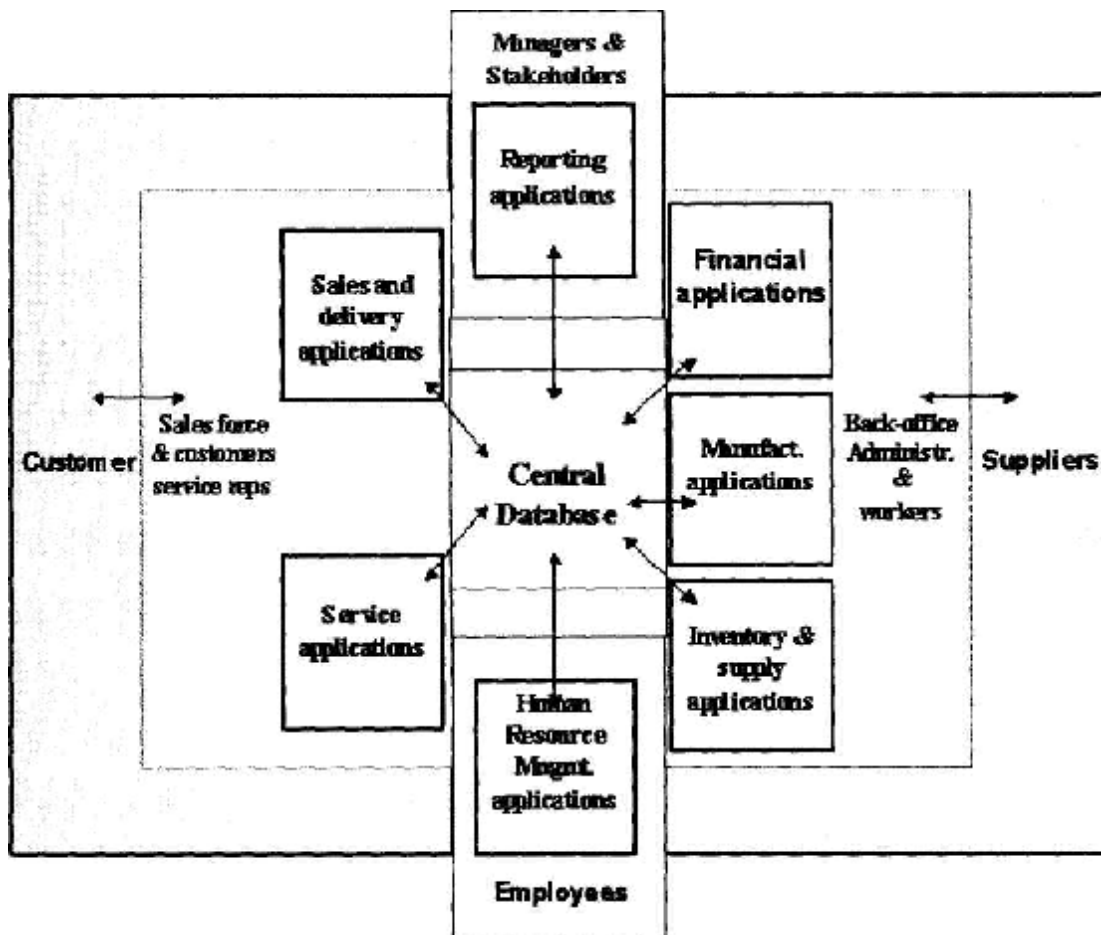 Managers &
Stakeholders
Reporting
applications
Financial
applications
Sales and
delivery
applications
Customer
Sales force
& customers
service reps
Central
Database
Manufact.
applications
Back-office
Administr.
&
workers
Suppliers
Service
applications
Inventory &
supply
applications
Human
Resource
Mngmt.
applications
Employees